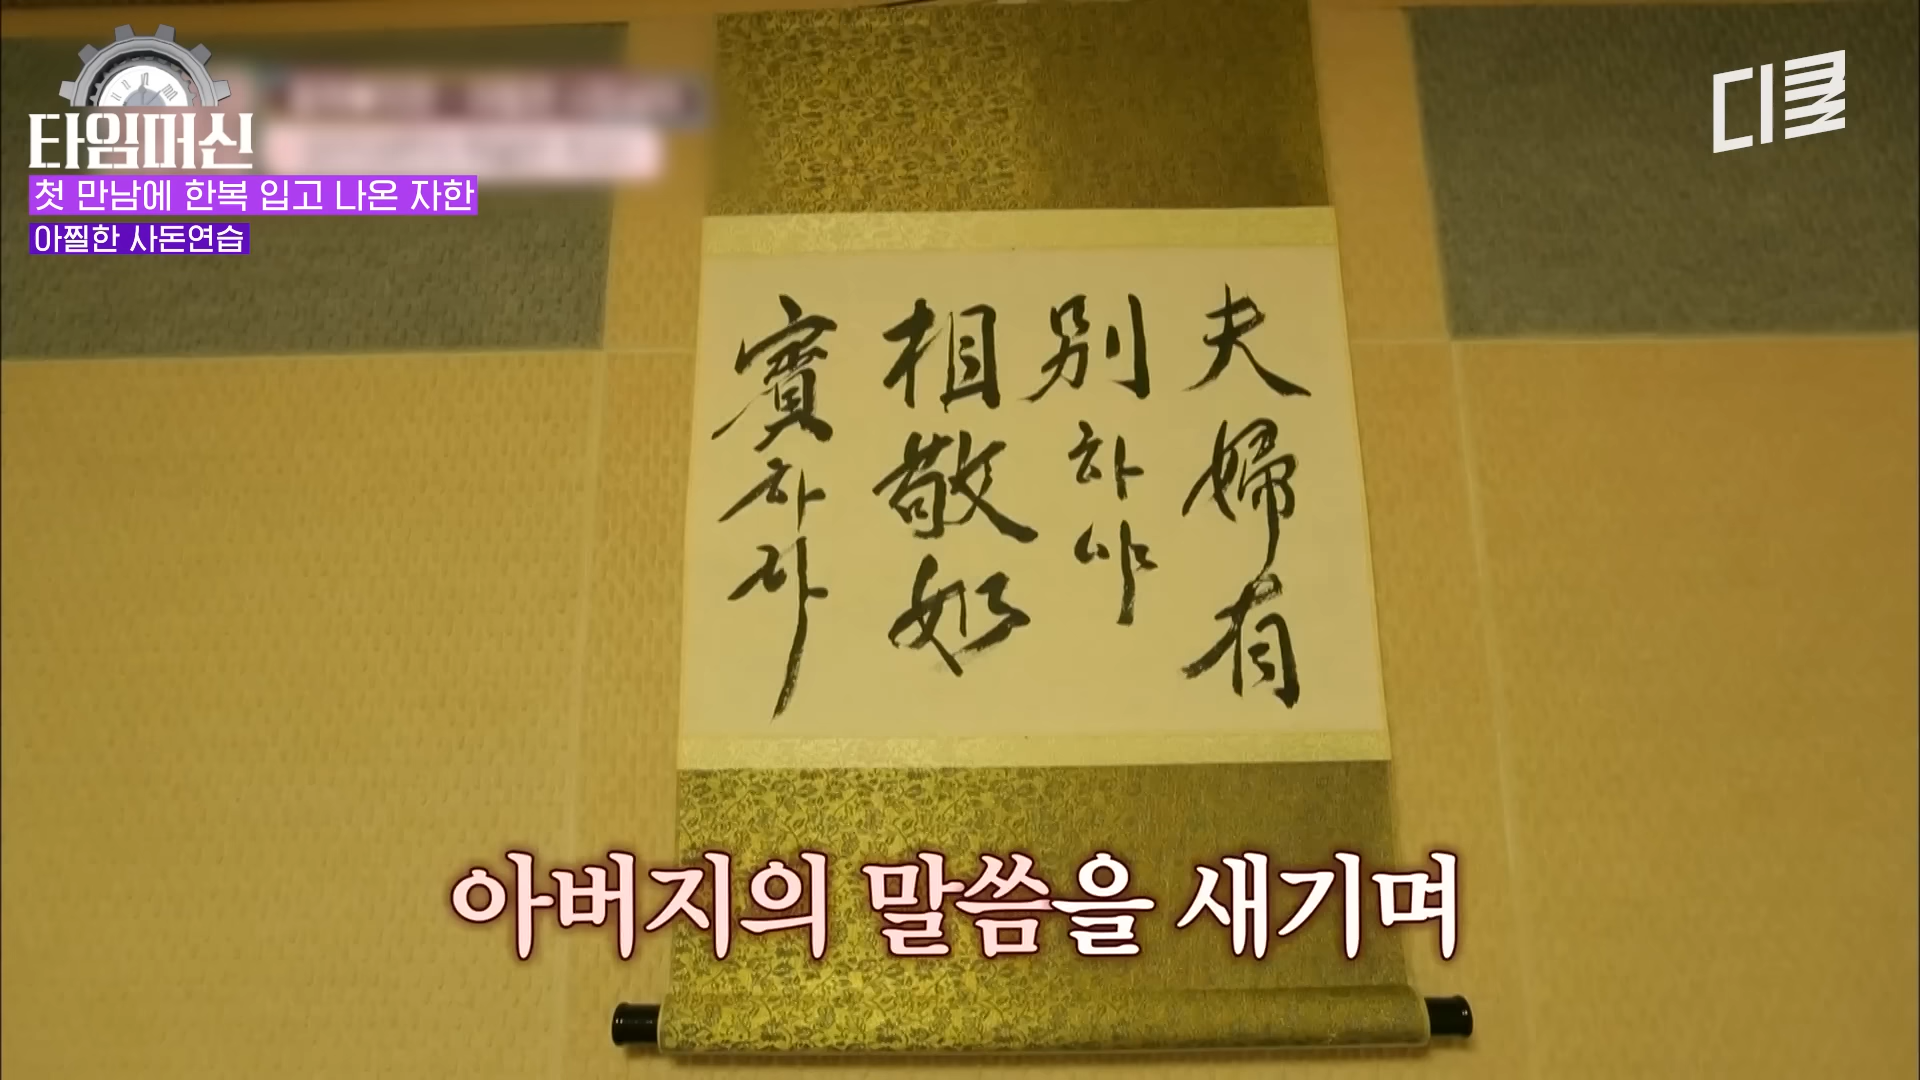 타임머신
디클
첫 만남에 한복 입고 나온 자한
아찔한 사돈연습
夫婦有
別하야
相敬如
賓하라
아버지의 말씀을 새기며